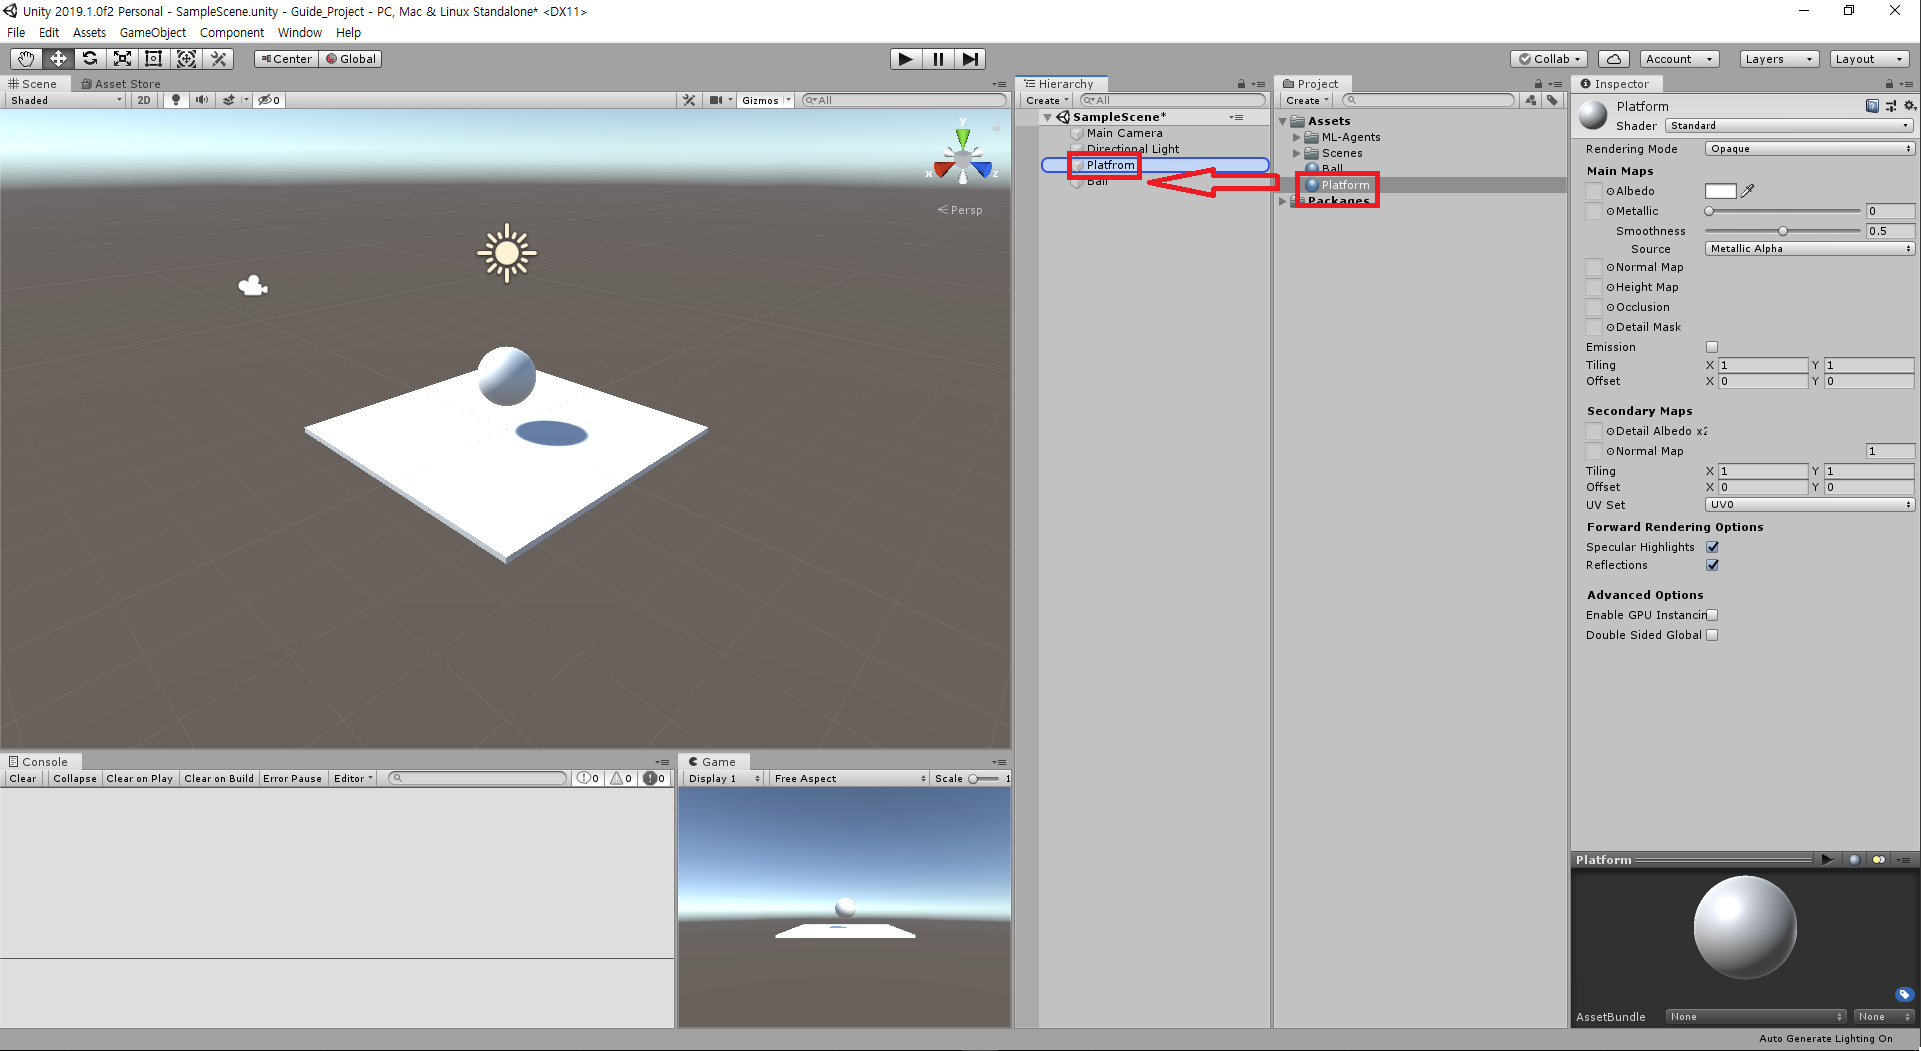 Unity 2019.1.0f2 Personal - SampleScene.unity - Guide_Project - PC, Mac & Linux Standalone* <DX11>
File Edit Assets GameObject Component Window Help
Center Global
Collab Account Layers Layout
Scene Asset Store
Shaded 2D 0 Gizmos All
y
x z
Persp
Hierarchy
Create All
SampleScene*
Main Camera
Directional Light
Platfrom
Ball
Project
Create
Assets
ML-Agents
Scenes
Ball
Platform
Packages
Inspector
Platform
Shader Standard
Rendering Mode Opaque
Main Maps
Albedo
Metallic 0
Smoothness 0.5
Source Metallic Alpha
Normal Map
Height Map
Occlusion
Detail Mask
Emission
Tiling X 1 Y 1
Offset X 0 Y 0
Secondary Maps
Detail Albedo x2
Normal Map 1
Tiling X 1 Y 1
Offset X 0 Y 0
UV Set UV0
Forward Rendering Options
Specular Highlights
Reflections
Advanced Options
Enable GPU Instancin
Double Sided Global
Console
Clear Collapse Clear on Play Clear on Build Error Pause Editor 0 0 0
Game
Display 1 Free Aspect Scale 1
Platform
AssetBundle None None
Auto Generate Lighting On